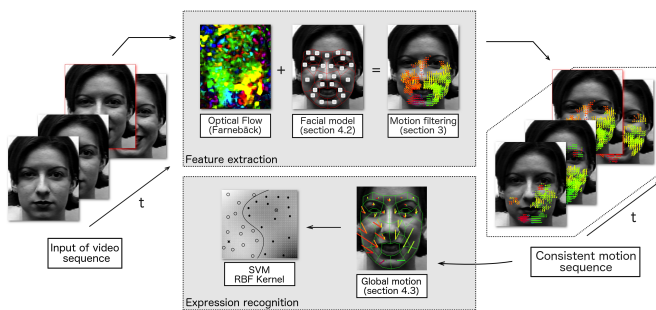 Optical Flow
(Farnebäck)
+
Facial model
(section 4.2)
=
Motion filtering
(section 3)
Feature extraction
t
Input of video
sequence
t
Consistent motion
sequence
SVM
RBF Kernel
Global motion
(section 4.3)
Expression recognition